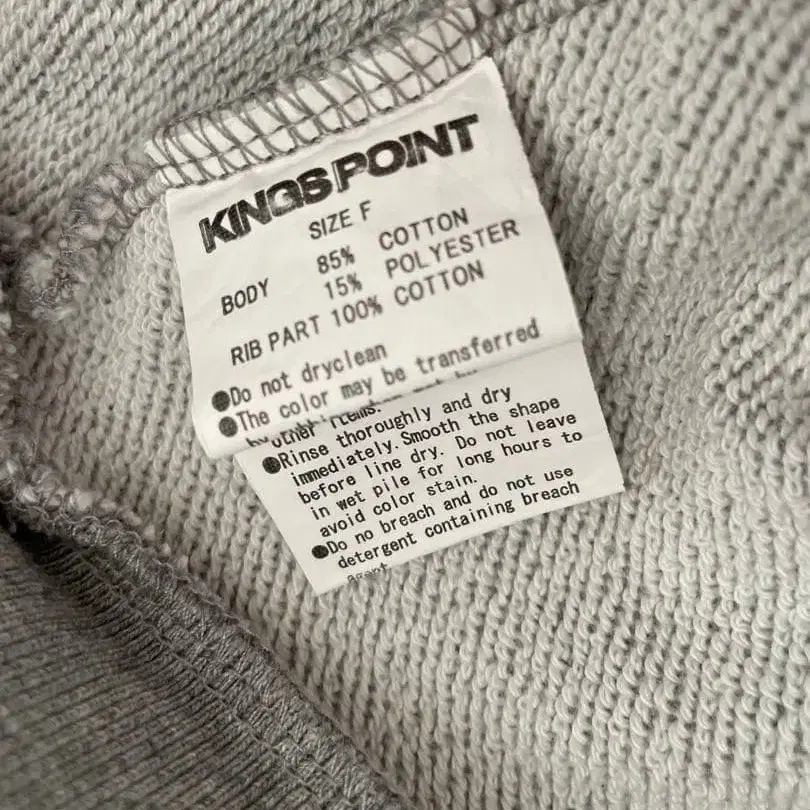 KINGSPOINT
SIZE F
BODY 85% COTTON
15% POLYESTER
RIB PART 100% COTTON
●Do not dryclean
●The color may be transferred
other items.
●Rinse thoroughly and dry
immediately. Smooth the shape
before line dry. Do not leave
in wet pile for long hours to
avoid color stain.
●Do no breach and do not use
detergent containing breach
agent